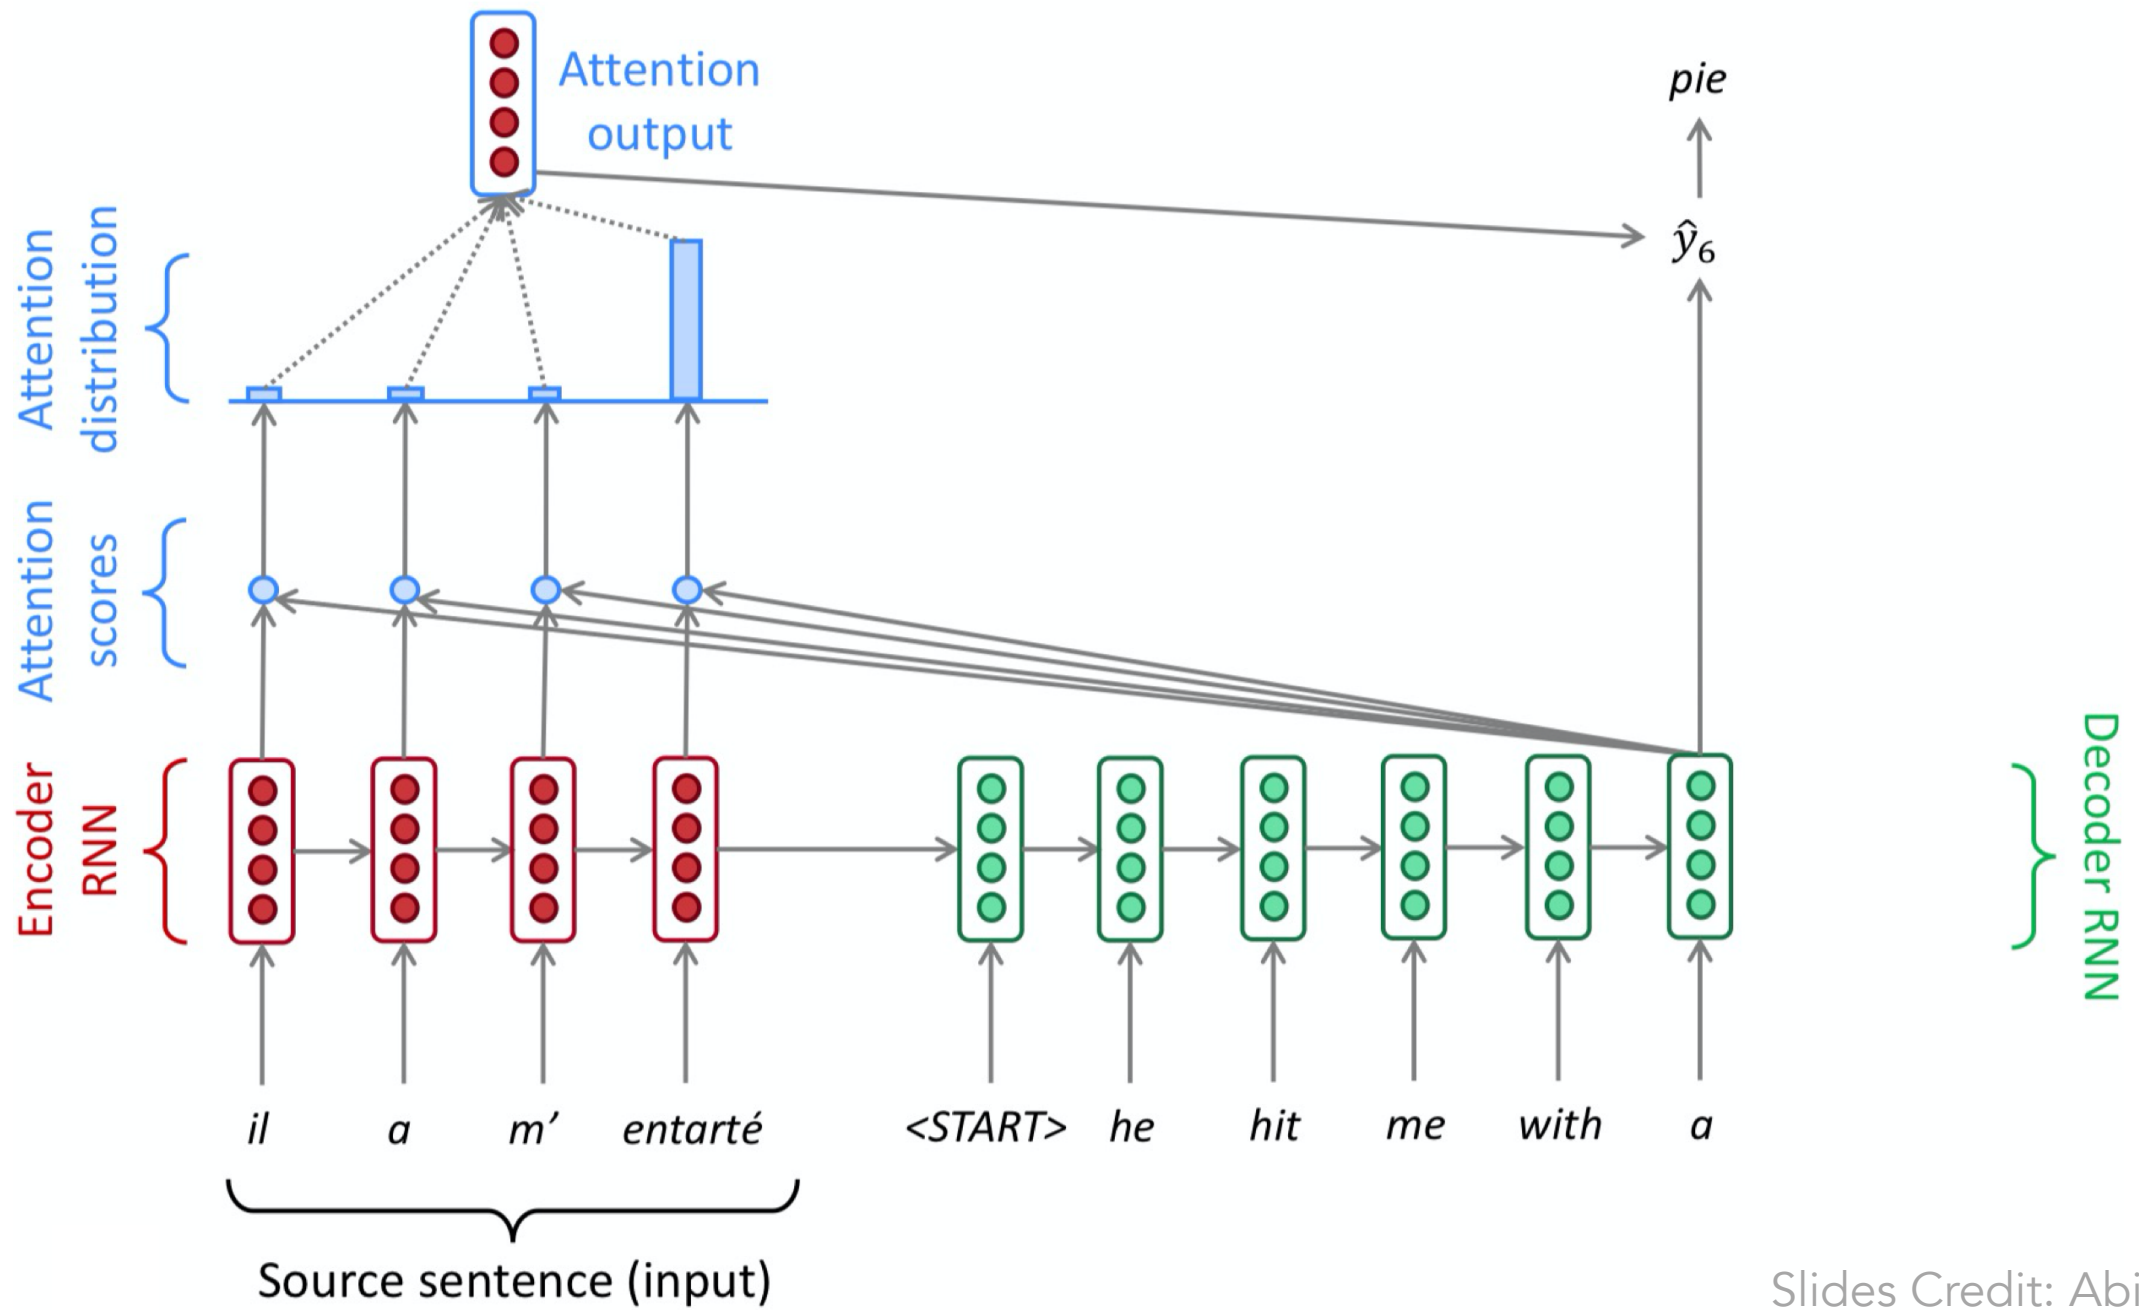 Attention
output
pie
ŷ₆
Attention
distribution
Attention
scores
Encoder
RNN
Decoder RNN
il
a
m’
entarté
<START>
he
hit
me
with
a
Source sentence (input)
Slides Credit: Abi